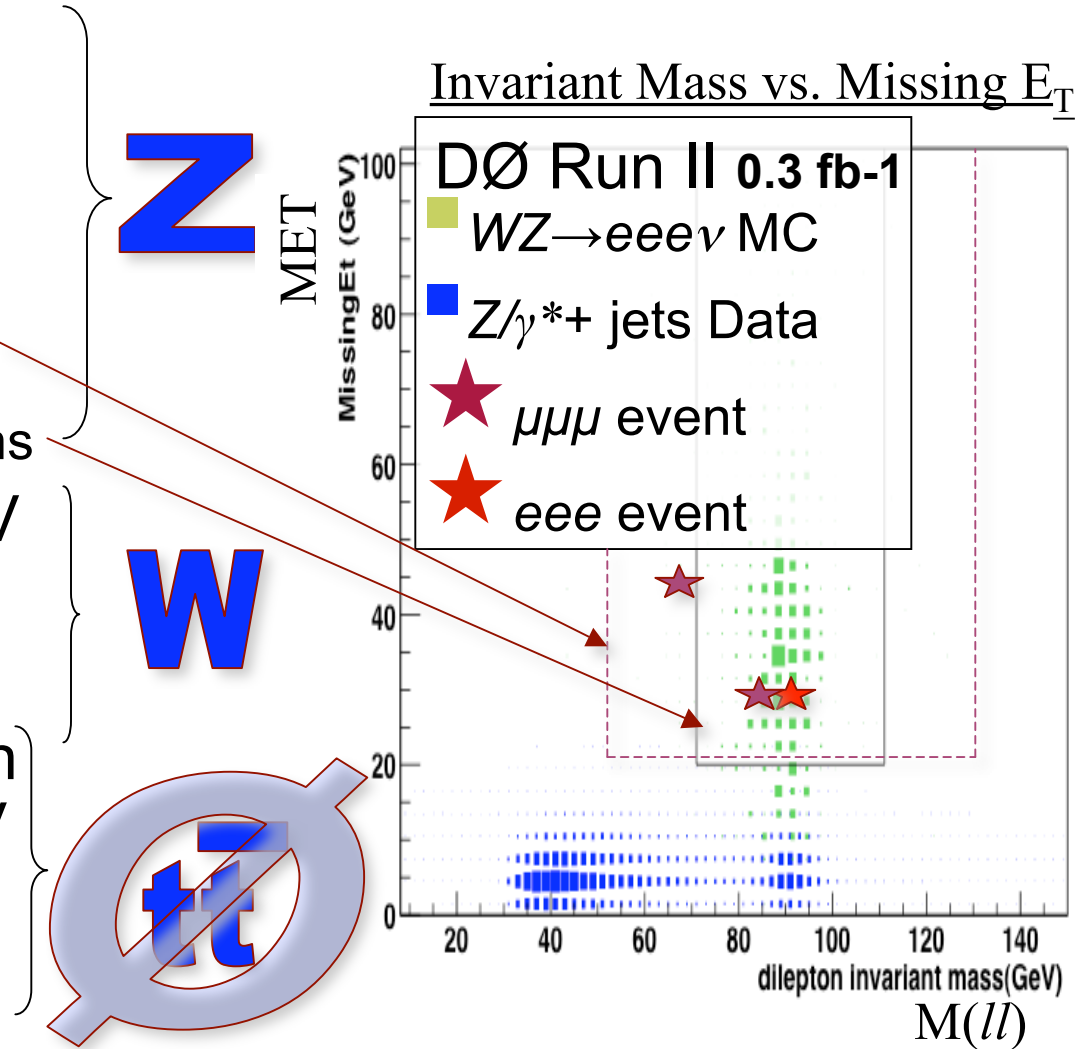 Invariant Mass vs. Missing E_T
DØ Run II 0.3 fb-1
WZ→eeeν MC
Z/γ*+ jets Data
μμμ event
eee event
Z
W
tt̅
MET
MissingEt (GeV)
100
80
60
40
20
0
20 40 60 80 100 120 140
dilepton invariant mass(GeV)
M(ll)